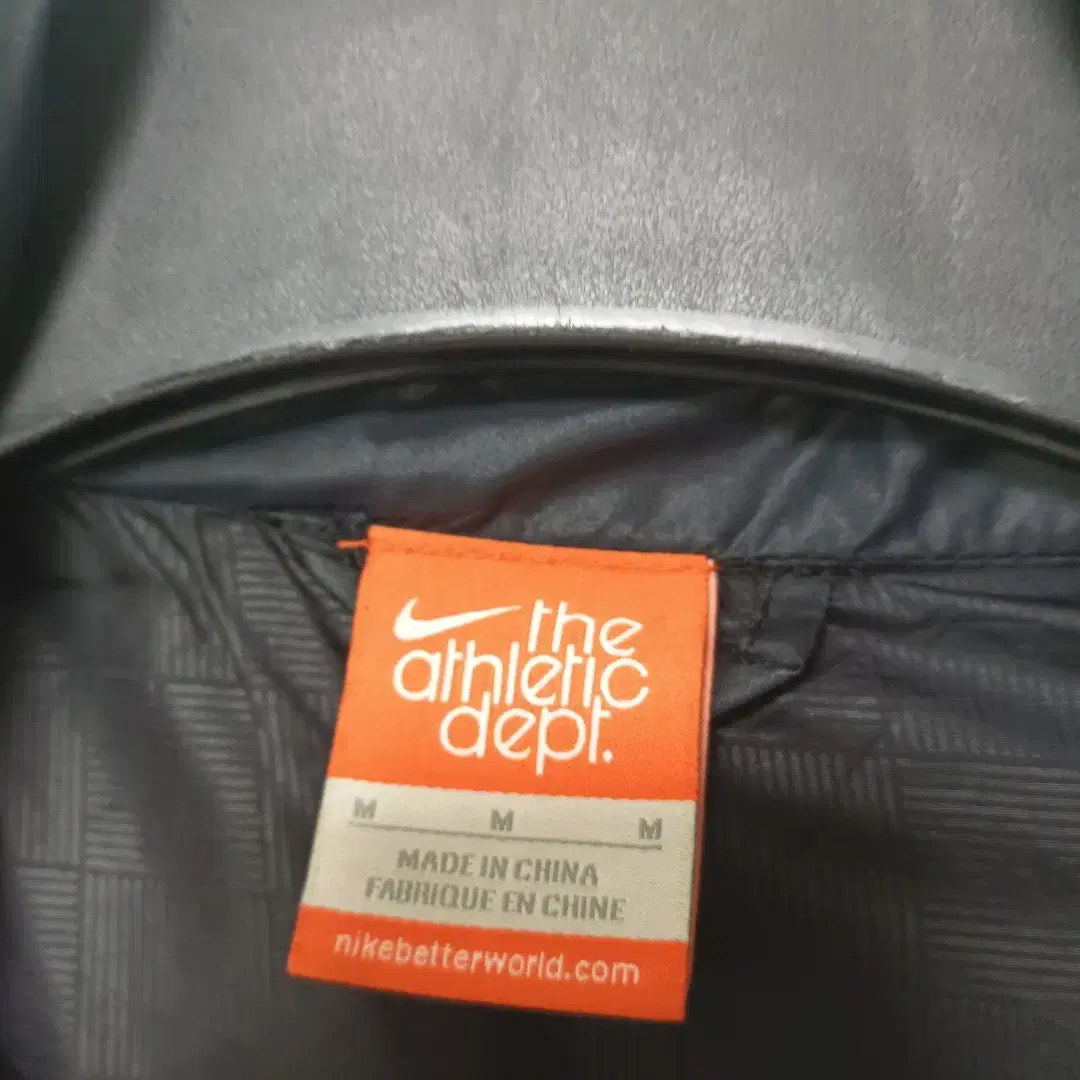 the
athletic
dept.
M M M
MADE IN CHINA
FABRIQUE EN CHINE
nikebetterworld.com